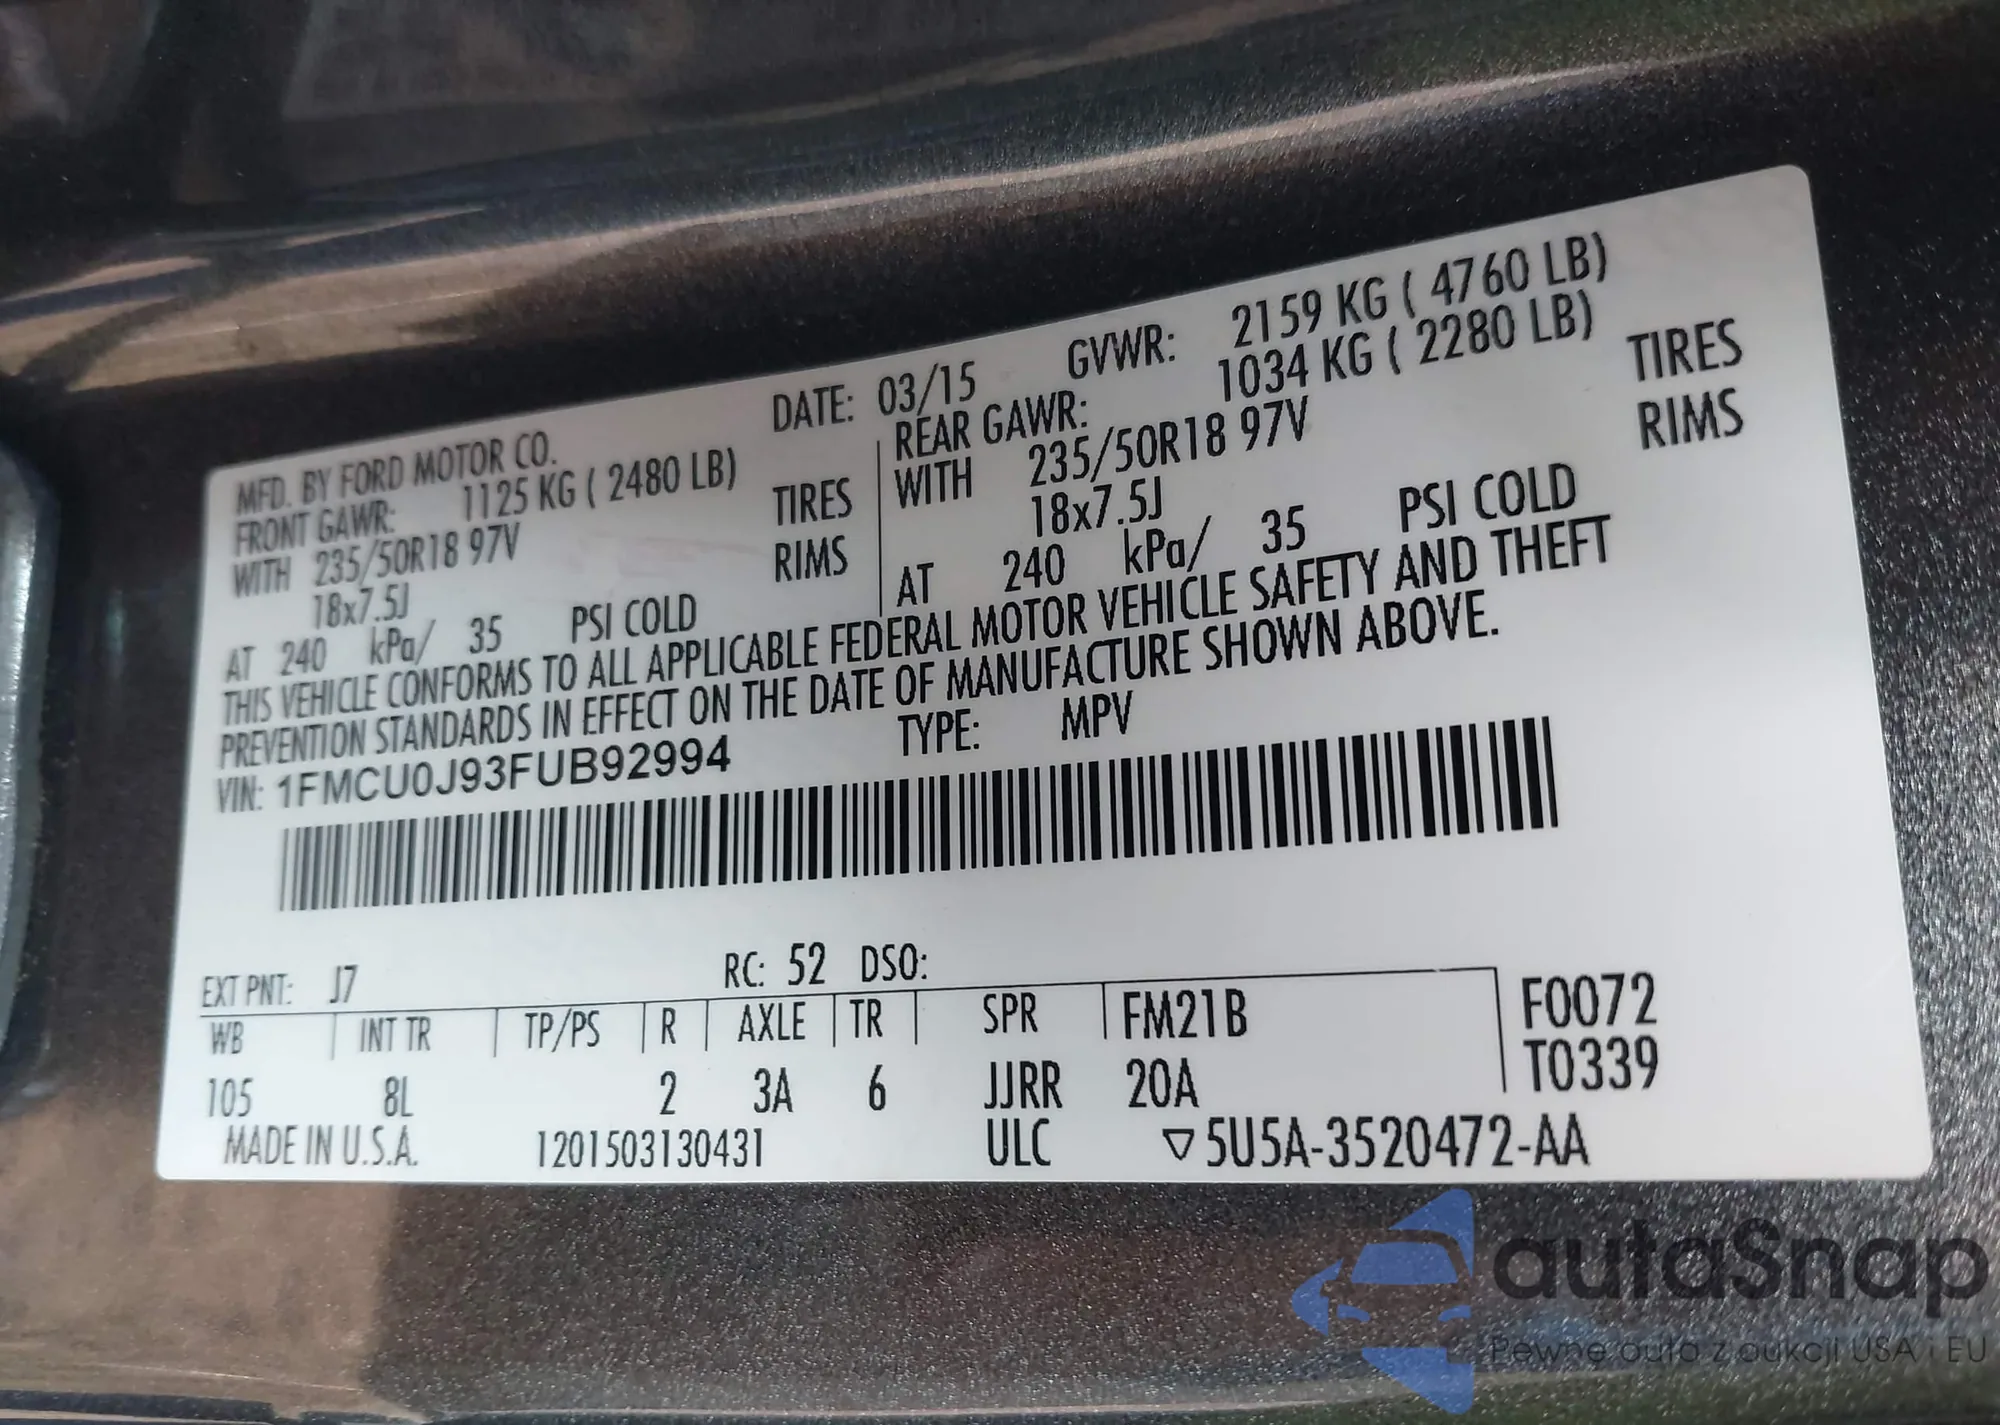 MFD. BY FORD MOTOR CO. DATE: 03/15 GVWR: 2159 KG ( 4760 LB)
FRONT GAWR: 1125 KG ( 2480 LB)
WITH 235/50R18 97V TIRES
18x7.5J RIMS
AT 240 kPa/ 35 PSI COLD
REAR GAWR: 1034 KG ( 2280 LB)
WITH 235/50R18 97V TIRES
18x7.5J RIMS
AT 240 kPa/ 35 PSI COLD
THIS VEHICLE CONFORMS TO ALL APPLICABLE FEDERAL MOTOR VEHICLE SAFETY AND THEFT
PREVENTION STANDARDS IN EFFECT ON THE DATE OF MANUFACTURE SHOWN ABOVE.
VIN: 1FMCU0J93FUB92994 TYPE: MPV
EXT PNT: J7 RC: 52 DSO:
WB INT TR TP/PS R AXLE TR SPR FM21B F0072
105 8L 2 3A 6 JJRR 20A T0339
MADE IN U.S.A. 1201503130431 ULC ▽5U5A-3520472-AA
autaSnap
Pewne auta z aukcji USA i EU